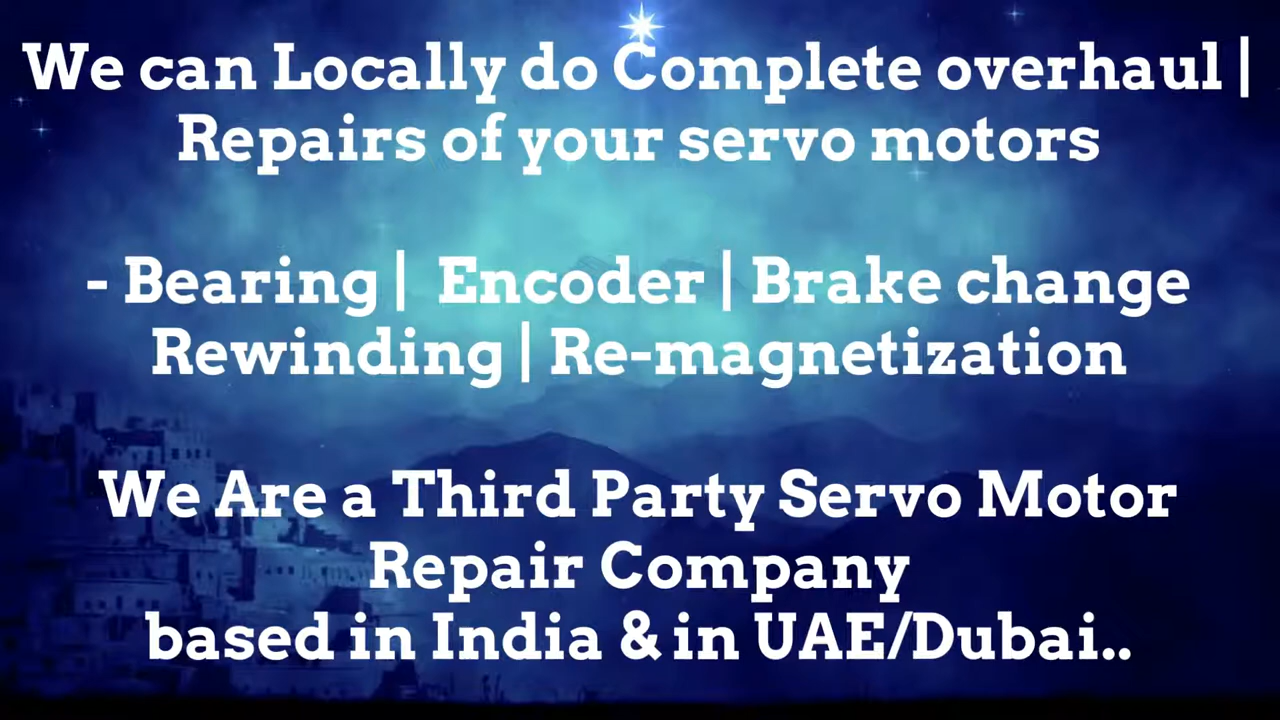 We can Locally do Complete overhaul |
Repairs of your servo motors
- Bearing | Encoder | Brake change
Rewinding | Re-magnetization
We Are a Third Party Servo Motor
Repair Company
based in India & in UAE/Dubai..